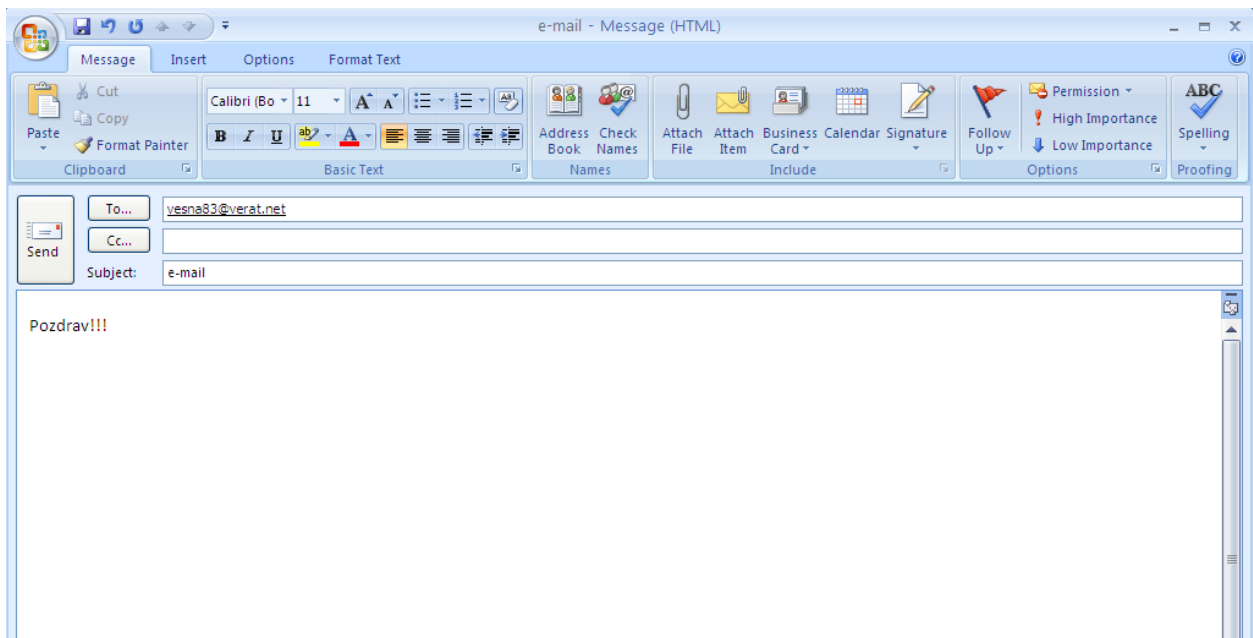 e-mail - Message (HTML)
Message Insert Options Format Text
Paste
Cut
Copy
Format Painter
Clipboard
Calibri (Bo 11 A A
B I U ab A
Basic Text
Address Book
Check Names
Names
Attach File
Attach Item
Business Card
Calendar
Signature
Include
Follow Up
Permission
High Importance
Low Importance
Options
ABC
Spelling
Proofing
Send
To... vesna83@verat.net
Cc...
Subject: e-mail
Pozdrav!!!